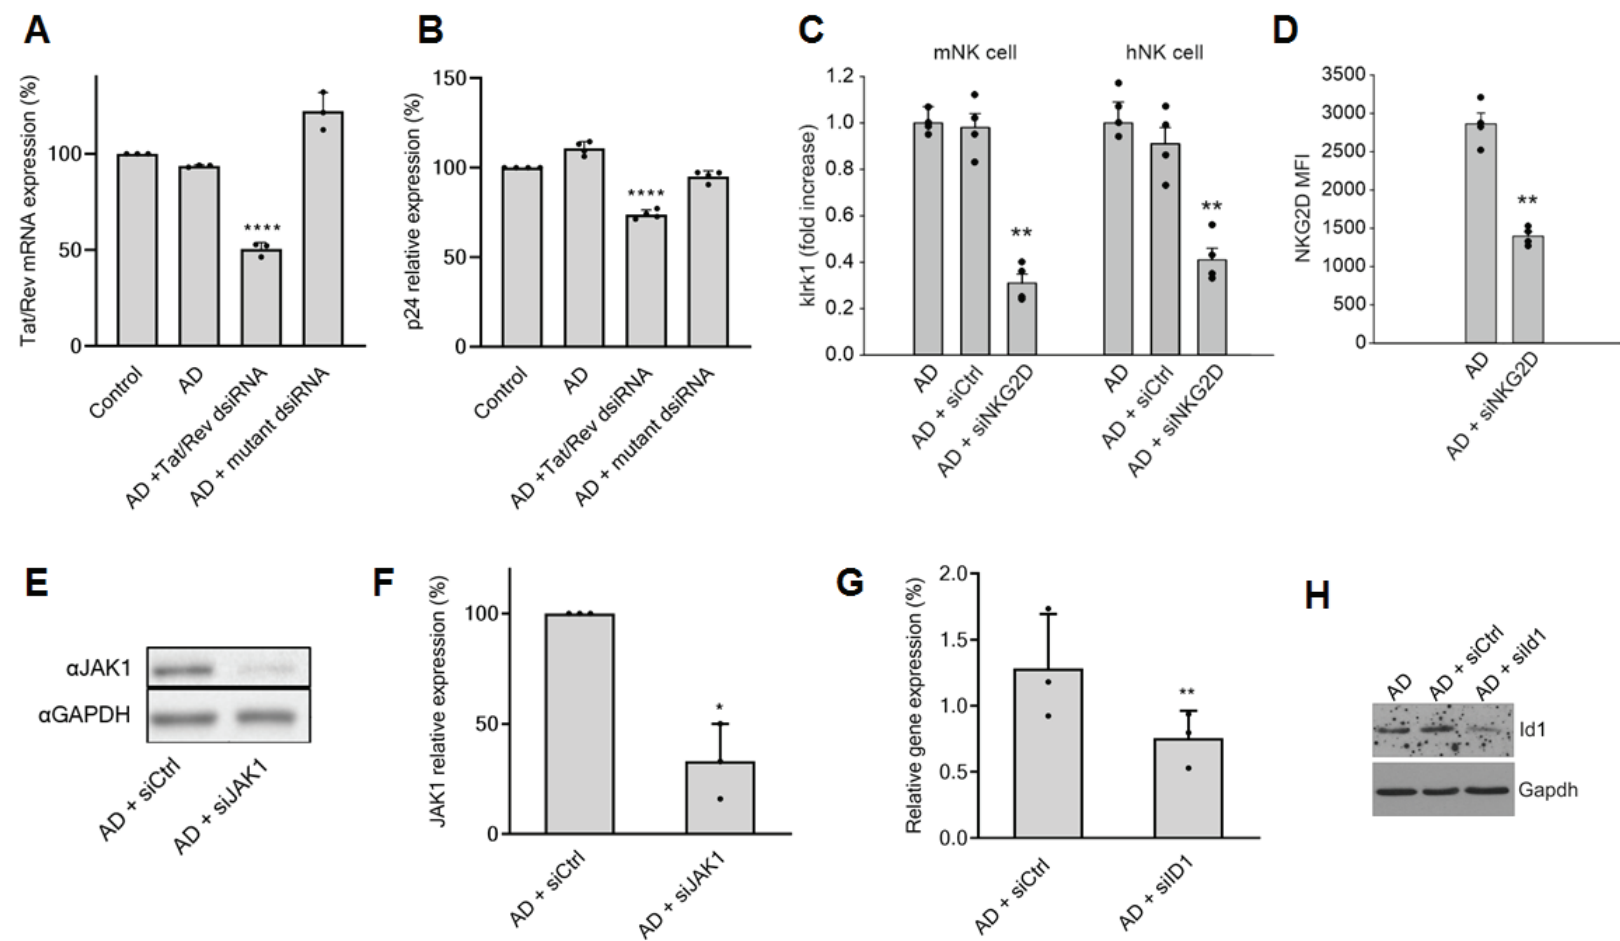 A
Tat/Rev mRNA expression (%)
100
50
0
****
Control
AD
AD +Tat/Rev dsiRNA
AD + mutant dsiRNA
B
p24 relative expression (%)
150
100
50
0
****
Control
AD
AD +Tat/Rev dsiRNA
AD + mutant dsiRNA
C
mNK cell
hNK cell
klrk1 (fold increase)
1.2
1.0
0.8
0.6
0.4
0.2
0.0
**
**
AD
AD + siCtrl
AD + siNKG2D
AD
AD + siCtrl
AD + siNKG2D
D
NKG2D MFI
3500
3000
2500
2000
1500
1000
500
0
**
AD
AD + siNKG2D
E
αJAK1
αGAPDH
AD + siCtrl
AD + siJAK1
F
JAK1 relative expression (%)
100
50
0
*
AD + siCtrl
AD + siJAK1
G
Relative gene expression (%)
2.0
1.5
1.0
0.5
0.0
**
AD + siCtrl
AD + siID1
H
AD
AD + siCtrl
AD + siId1
Id1
Gapdh